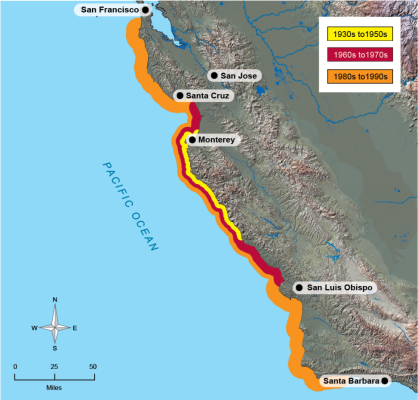 San Francisco
1930s to1950s
1960s to1970s
1980s to1990s
San Jose
Santa Cruz
Monterey
PACIFIC OCEAN
San Luis Obispo
N
W E
S
0 25 50
Miles
Santa Barbara